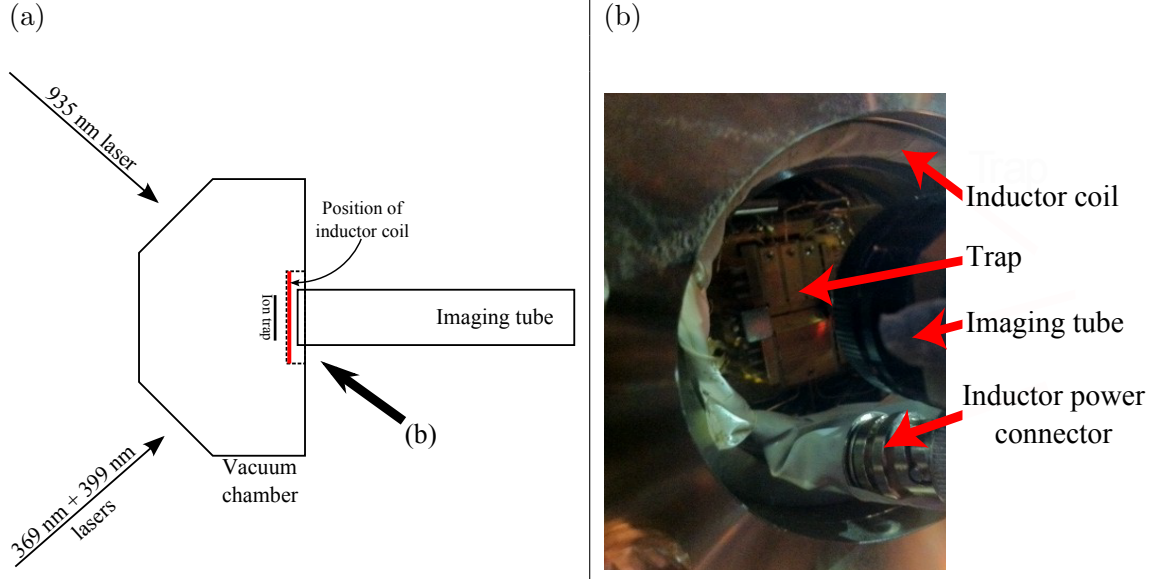 (a)
935 nm laser
Position of
inductor coil
Ion trap
Imaging tube
(b)
Vacuum
chamber
369 nm + 399 nm
lasers
(b)
Trap
Inductor coil
Trap
Imaging tube
Inductor power
connector